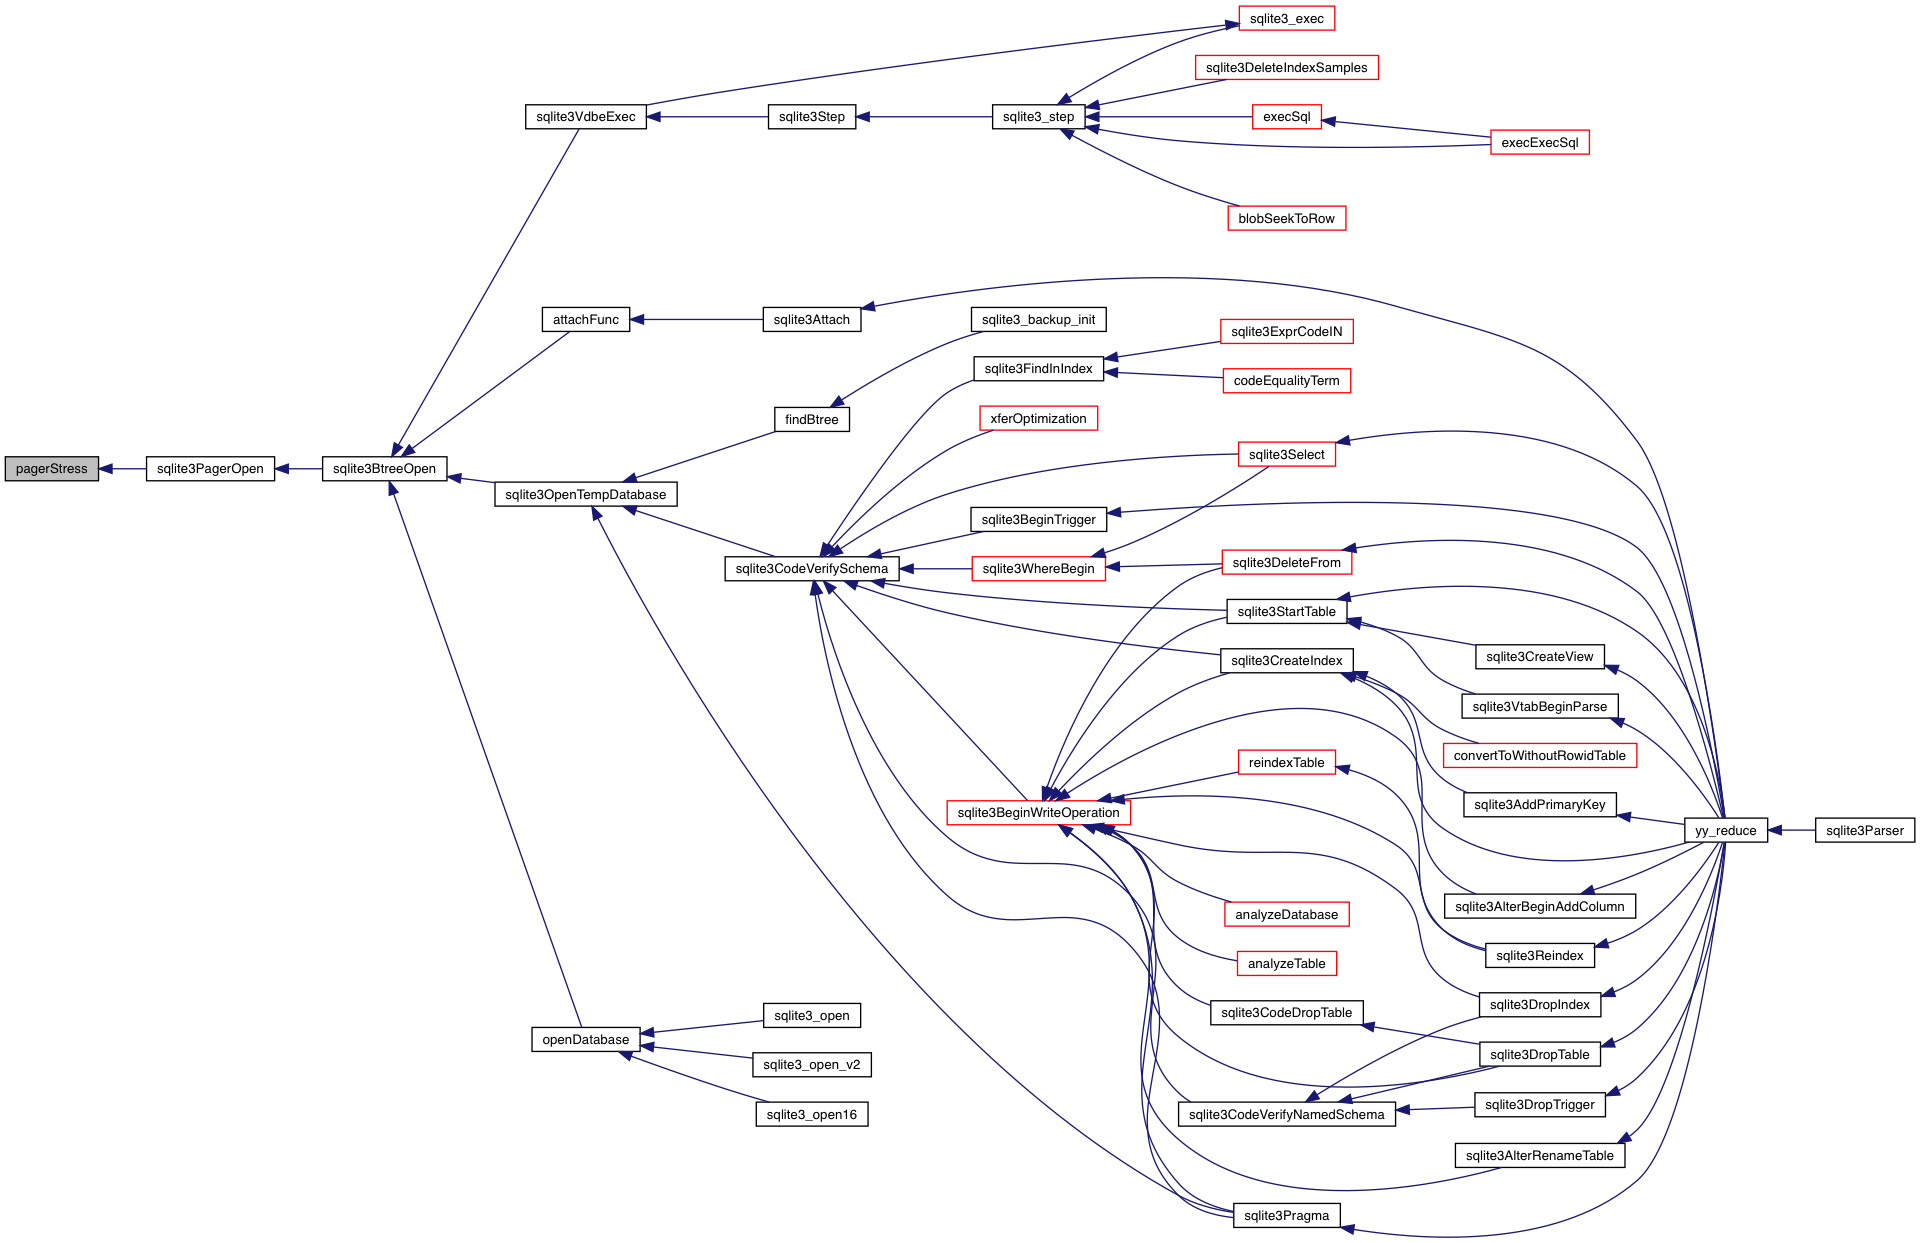 sqlite3_exec
sqlite3DeleteIndexSamples
sqlite3VdbeExec
sqlite3Step
sqlite3_step
execSql
execExecSql
blobSeekToRow
attachFunc
sqlite3Attach
sqlite3_backup_init
sqlite3ExprCodeIN
sqlite3FindInIndex
codeEqualityTerm
findBtree
xferOptimization
sqlite3Select
pagerStress
sqlite3PagerOpen
sqlite3BtreeOpen
sqlite3OpenTempDatabase
sqlite3BeginTrigger
sqlite3CodeVerifySchema
sqlite3WhereBegin
sqlite3DeleteFrom
sqlite3StartTable
sqlite3CreateIndex
sqlite3CreateView
sqlite3VtabBeginParse
reindexTable
convertToWithoutRowidTable
sqlite3BeginWriteOperation
sqlite3AddPrimaryKey
yy_reduce
sqlite3Parser
analyzeDatabase
sqlite3AlterBeginAddColumn
analyzeTable
sqlite3Reindex
sqlite3CodeDropTable
sqlite3DropIndex
sqlite3_open
openDatabase
sqlite3_open_v2
sqlite3DropTable
sqlite3_open16
sqlite3CodeVerifyNamedSchema
sqlite3DropTrigger
sqlite3AlterRenameTable
sqlite3Pragma